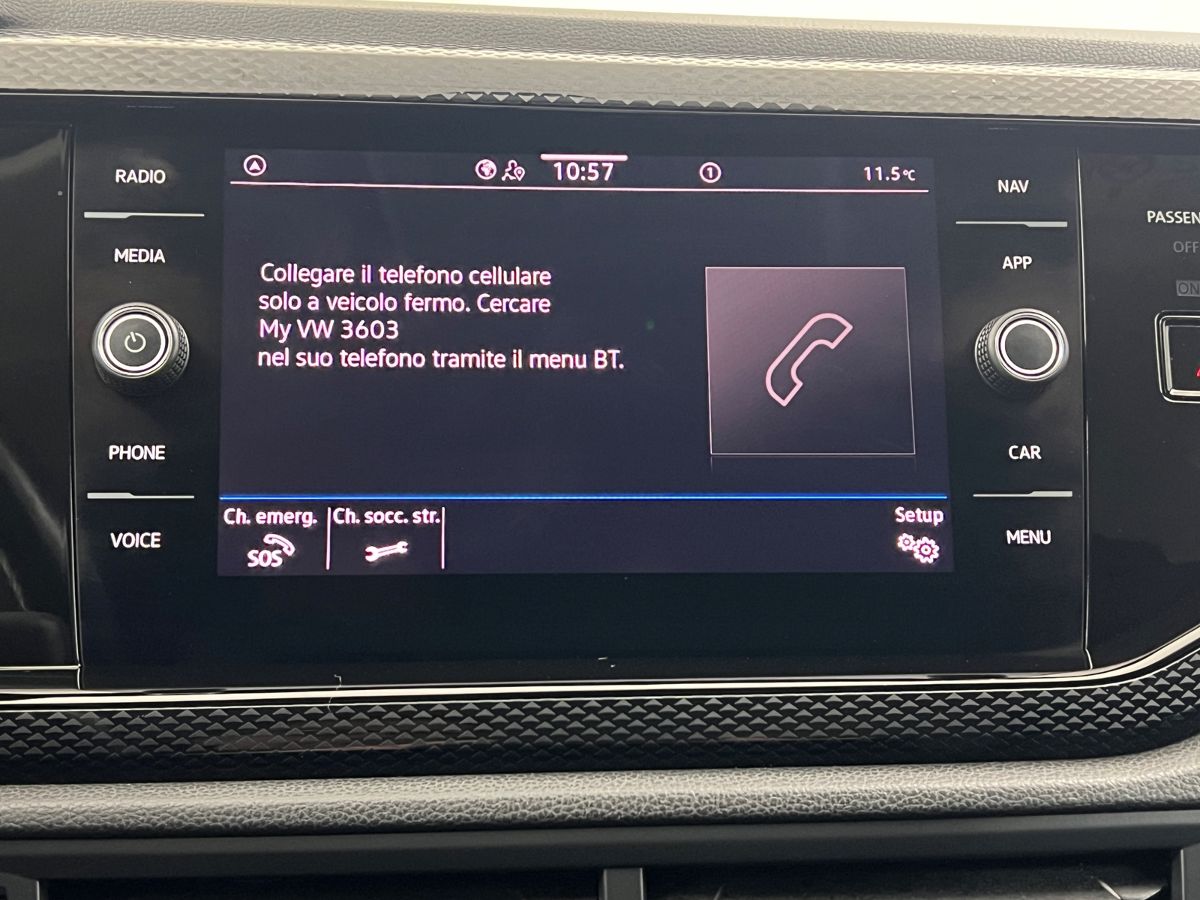 RADIO
MEDIA
PHONE
VOICE
10:57
1
11.5°C
Collegare il telefono cellulare
solo a veicolo fermo. Cercare
My VW 3603
nel suo telefono tramite il menu BT.
Ch. emerg.
SOS
Ch. socc. str.
Setup
NAV
APP
CAR
MENU
PASSEN
OFF
ON